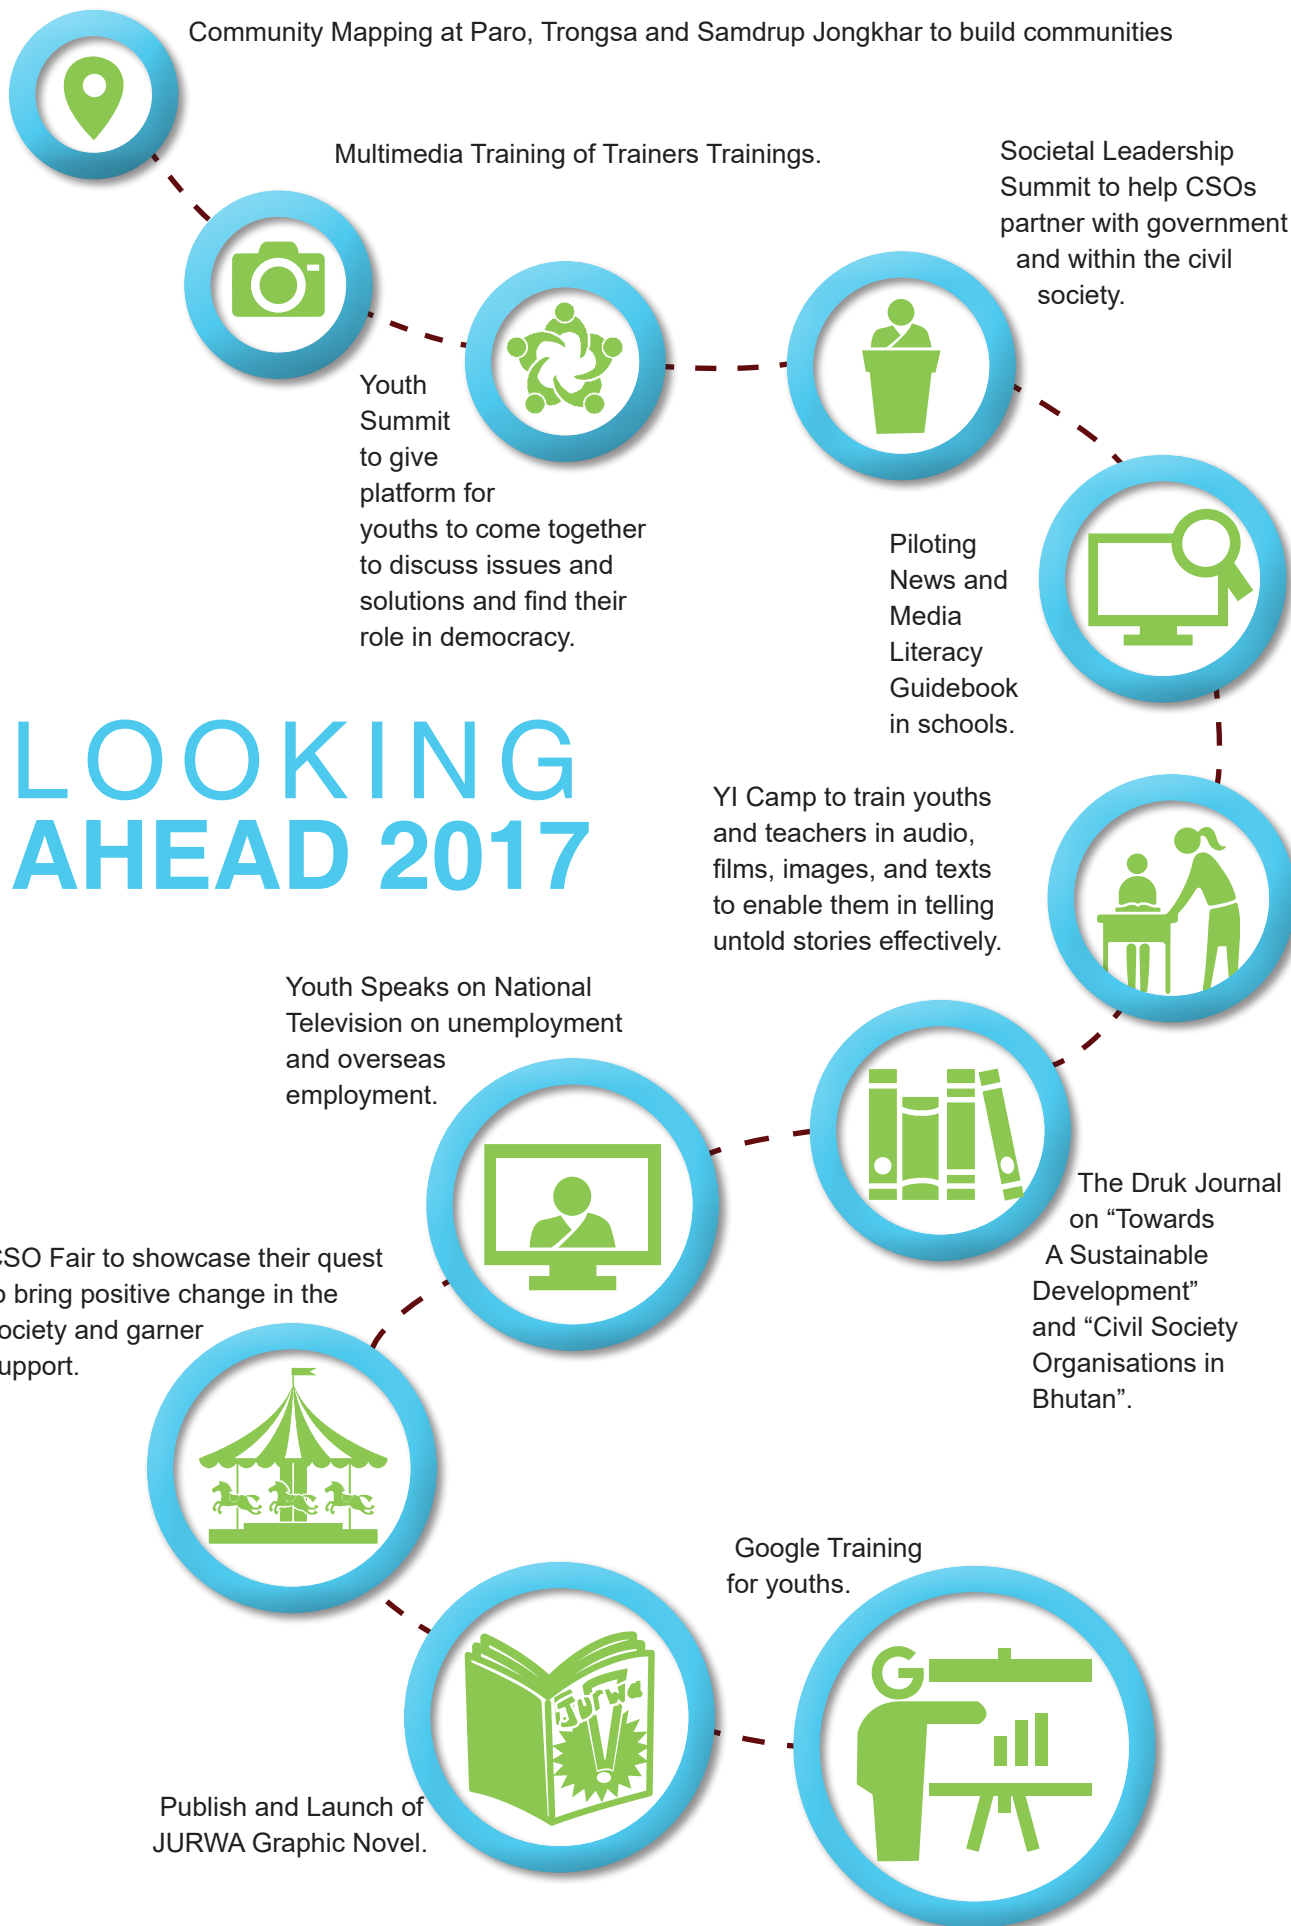 Community Mapping at Paro, Trongsa and Samdrup Jongkhar to build communities
Multimedia Training of Trainers Trainings.
Societal Leadership
Summit to help CSOs
partner with government
and within the civil
society.
Youth
Summit
to give
platform for
youths to come together
to discuss issues and
solutions and find their
role in democracy.
Piloting
News and
Media
Literacy
Guidebook
in schools.
LOOKING
AHEAD 2017
YI Camp to train youths
and teachers in audio,
films, images, and texts
to enable them in telling
untold stories effectively.
Youth Speaks on National
Television on unemployment
and overseas
employment.
The Druk Journal
on “Towards
A Sustainable
Development”
and “Civil Society
Organisations in
Bhutan”.
CSO Fair to showcase their quest
o bring positive change in the
ociety and garner
upport.
Google Training
for youths.
G
Jurwa
Publish and Launch of
JURWA Graphic Novel.